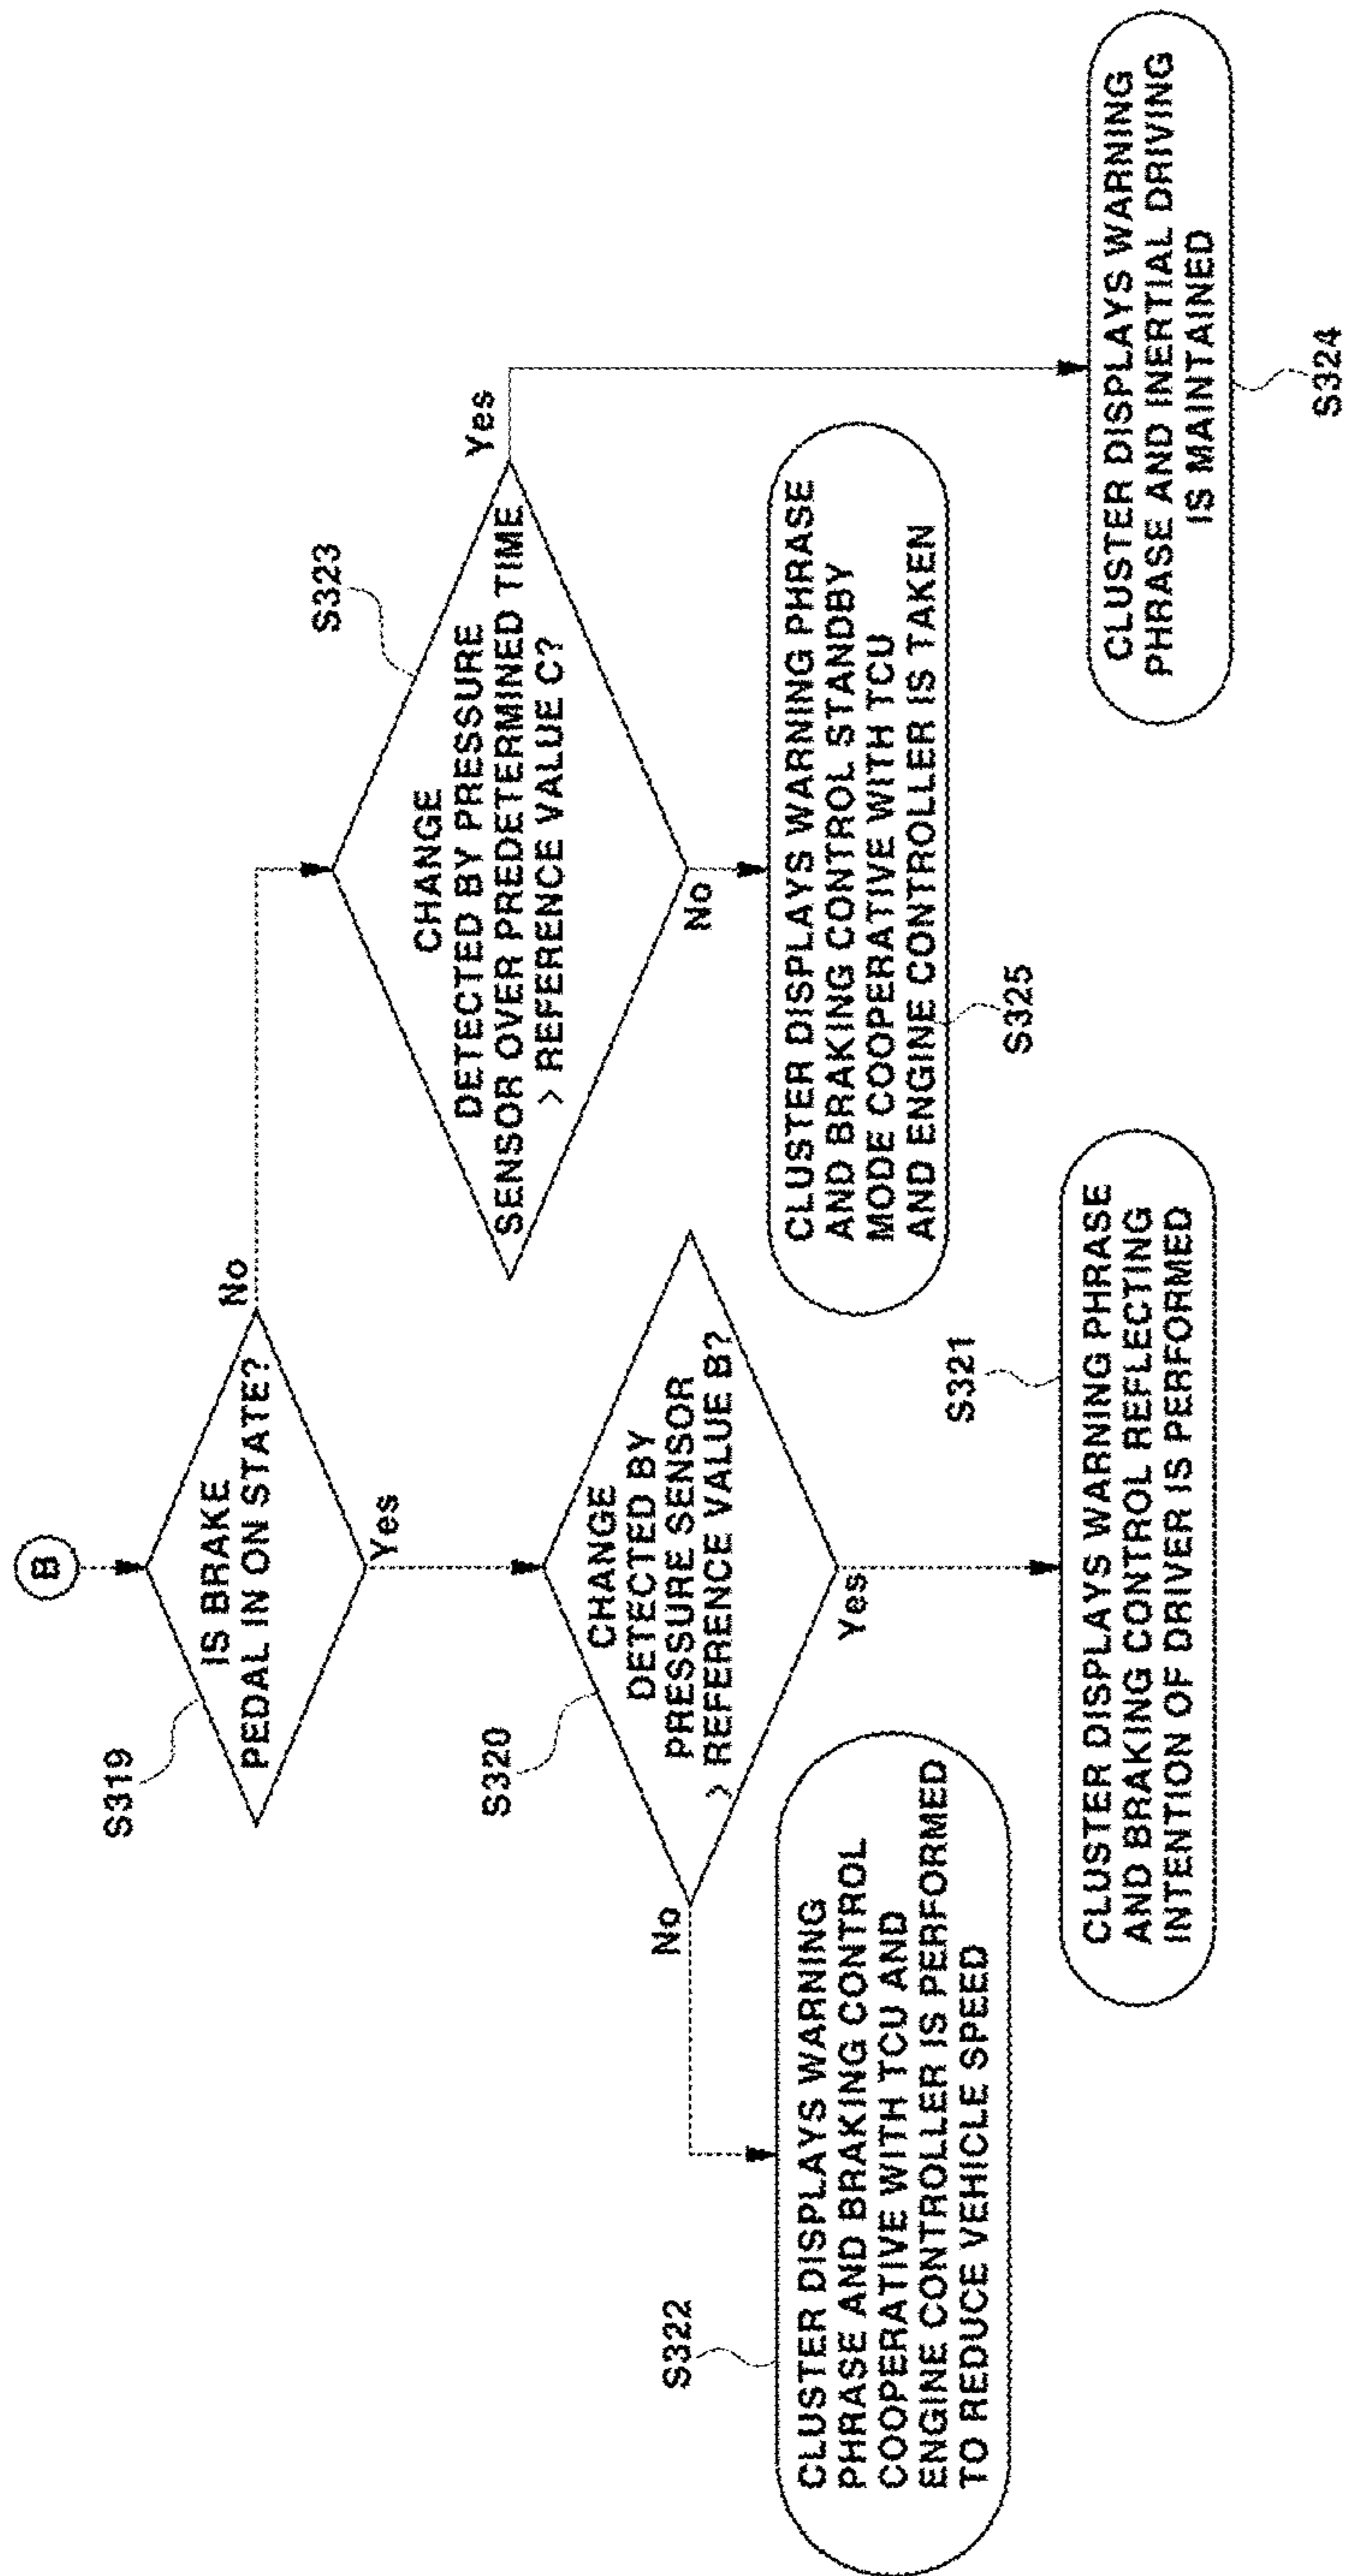 B
S319
IS BRAKE
PEDAL IN ON STATE?
No
Yes
S320
CHANGE
DETECTED BY
PRESSURE SENSOR
> REFERENCE VALUE B?
No
Yes
S322
CLUSTER DISPLAYS WARNING
PHRASE AND BRAKING CONTROL
COOPERATIVE WITH TCU AND
ENGINE CONTROLLER IS PERFORMED
TO REDUCE VEHICLE SPEED
S321
CLUSTER DISPLAYS WARNING PHRASE
AND BRAKING CONTROL REFLECTING
INTENTION OF DRIVER IS PERFORMED
S323
CHANGE
DETECTED BY PRESSURE
SENSOR OVER PREDETERMINED TIME
> REFERENCE VALUE C?
Yes
No
CLUSTER DISPLAYS WARNING PHRASE
AND BRAKING CONTROL STANDBY
MODE COOPERATIVE WITH TCU
AND ENGINE CONTROLLER IS TAKEN
S325
CLUSTER DISPLAYS WARNING
PHRASE AND INERTIAL DRIVING
IS MAINTAINED
S324